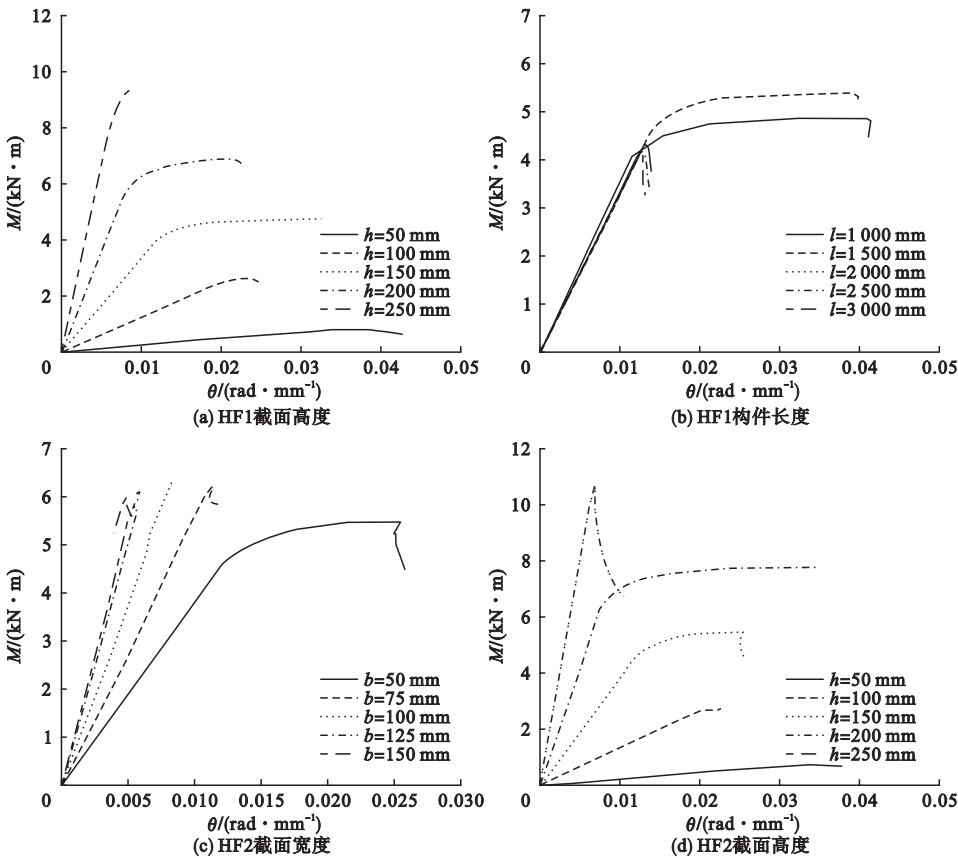 12
10
8
6
4
2
0
M/(kN·m)
h=50 mm
h=100 mm
h=150 mm
h=200 mm
h=250 mm
0.01
0.02
0.03
0.04
0.05
θ/(rad·mm⁻¹)
(a) HF1截面高度
7
6
5
4
3
2
1
0
M/(kN·m)
l=1 000 mm
l=1 500 mm
l=2 000 mm
l=2 500 mm
l=3 000 mm
0.01
0.02
0.03
0.04
0.05
θ/(rad·mm⁻¹)
(b) HF1构件长度
7
6
5
4
3
2
1
0
M/(kN·m)
b=50 mm
b=75 mm
b=100 mm
b=125 mm
b=150 mm
0.005
0.010
0.015
0.020
0.025
0.030
θ/(rad·mm⁻¹)
(c) HF2截面宽度
12
10
8
6
4
2
0
M/(kN·m)
h=50 mm
h=100 mm
h=150 mm
h=200 mm
h=250 mm
0.01
0.02
0.03
0.04
0.05
θ/(rad·mm⁻¹)
(d) HF2截面高度